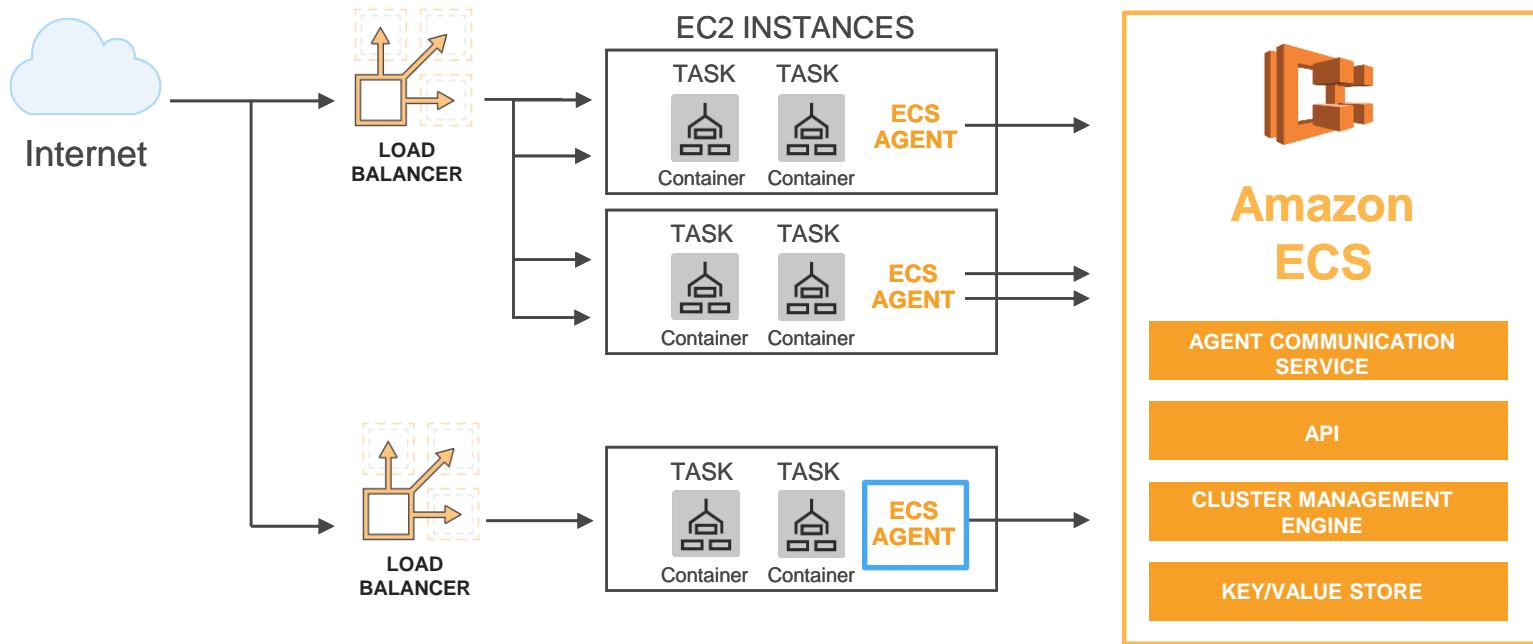 Internet
LOAD
BALANCER
EC2 INSTANCES
TASK TASK
ECS
AGENT
Container Container
TASK TASK
ECS
AGENT
Container Container
LOAD
BALANCER
TASK TASK
ECS
AGENT
Container Container
Amazon
ECS
AGENT COMMUNICATION
SERVICE
API
CLUSTER MANAGEMENT
ENGINE
KEY/VALUE STORE